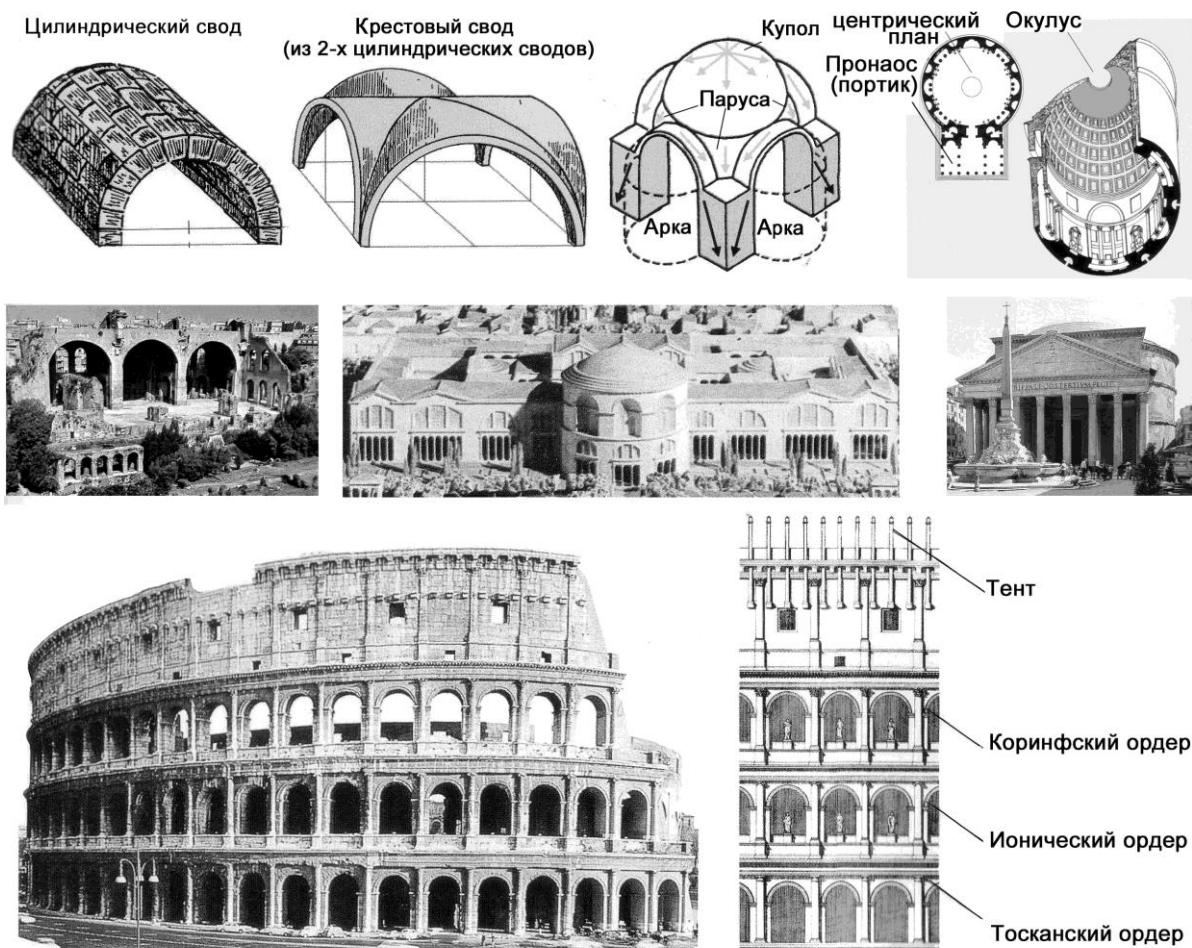 Цилиндрический свод
Крестовый свод
(из 2-х цилиндрических сводов)
Купол
Паруса
Арка
Арка
центрический
план
Пронаос
(портик)
Окулус
Тент
Коринфский ордер
Ионический ордер
Тосканский ордер